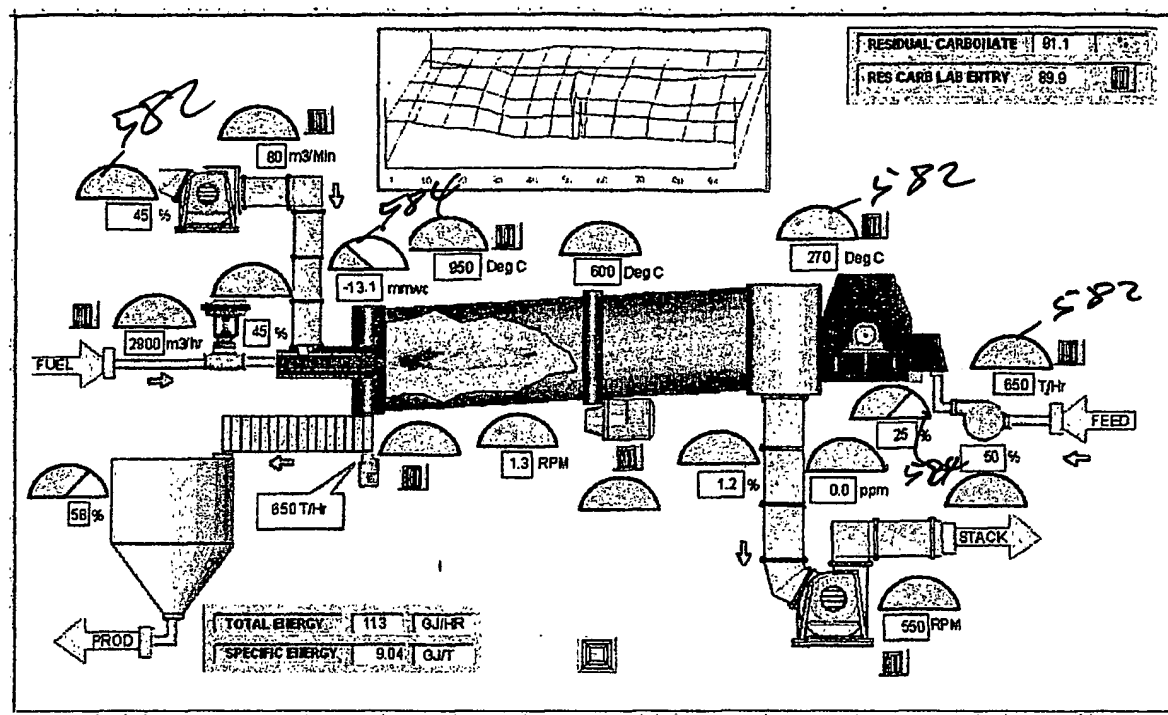 RESIDUAL CARBONATE 91.1
RES CARB LAB ENTRY 89.9
582
80 m3/Min
45 %
584
582
-13.1 mmwc
950 Deg C
600 Deg C
270 Deg C
582
2800 m3/hr
45 %
FUEL
650 T/Hr
FEED
25 %
50 %
584
1.3 RPM
1.2 %
0.0 ppm
58 %
650 T/Hr
STACK
PROD
TOTAL ENERGY 113 GJ/HR
SPECIFIC ENERGY 9.04 GJ/T
550 RPM